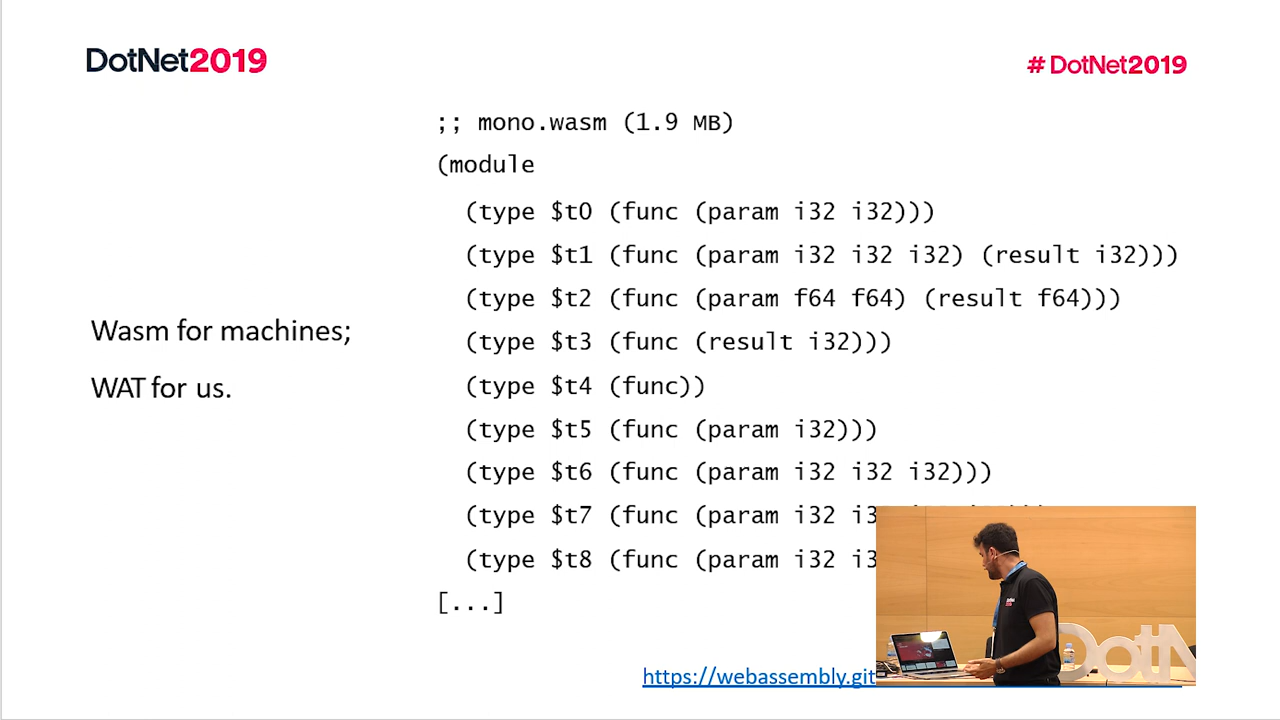 DotNet2019
# DotNet2019
;; mono.wasm (1.9 MB)
(module
(type $t0 (func (param i32 i32)))
(type $t1 (func (param i32 i32 i32) (result i32)))
(type $t2 (func (param f64 f64) (result f64)))
(type $t3 (func (result i32)))
(type $t4 (func))
(type $t5 (func (param i32)))
(type $t6 (func (param i32 i32 i32)))
(type $t7 (func (param i32
(type $t8 (func (param i32
[...]
Wasm for machines;
WAT for us.
https://webassembly.git
DotN